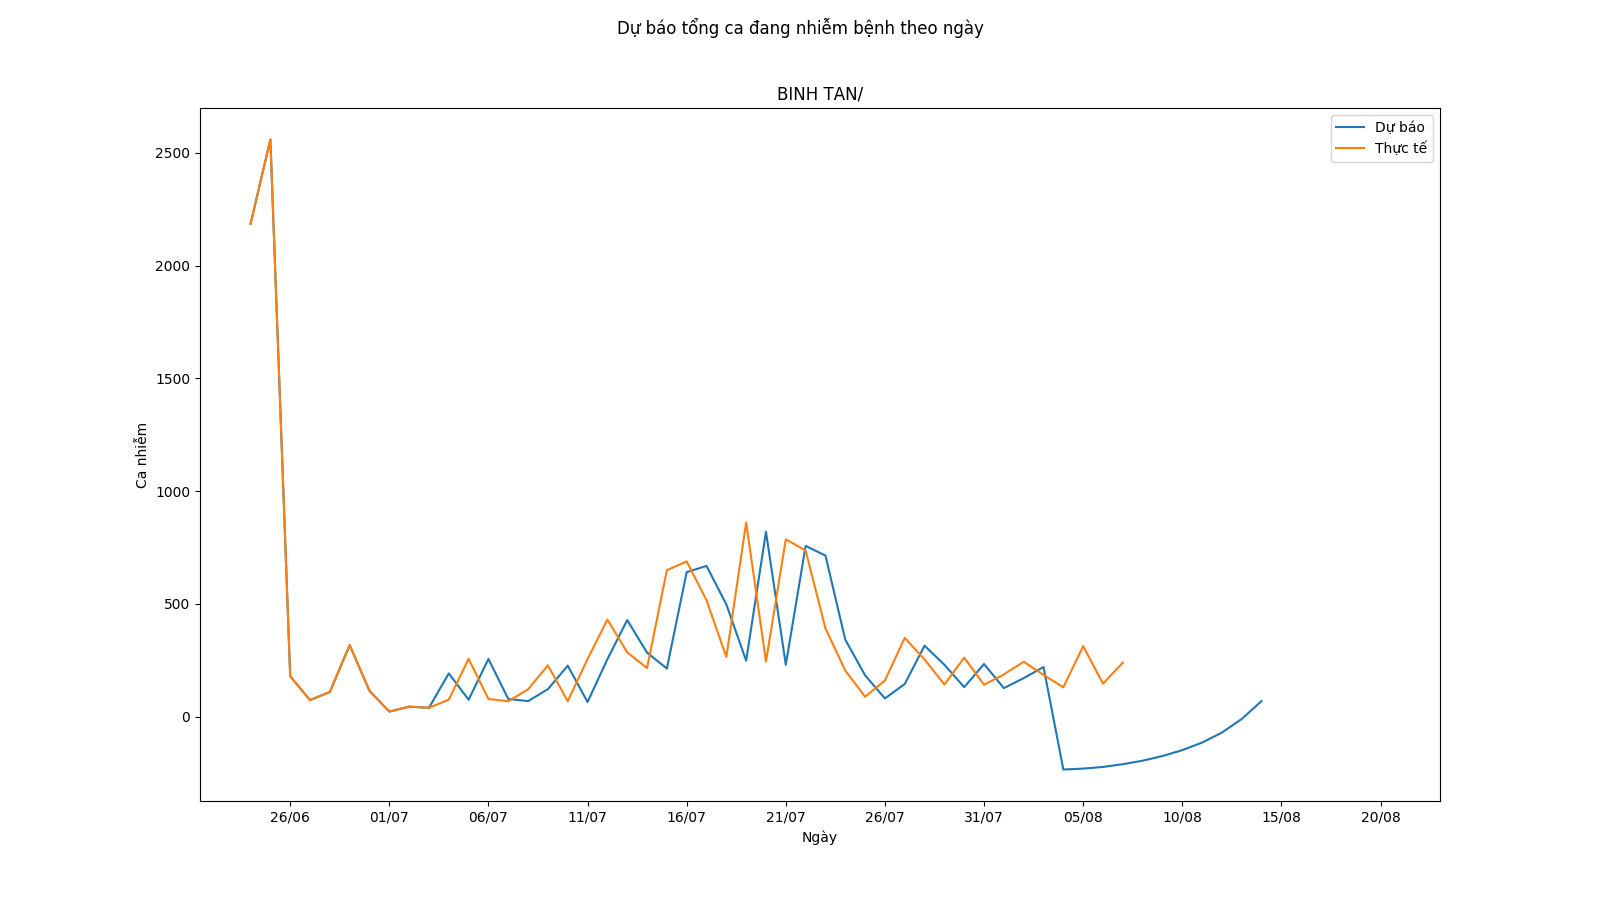 Dự báo tổng ca đang nhiễm bệnh theo ngày
BINH TAN/
Dự báo
Thực tế
2500
2000
1500
1000
500
0
Ca nhiễm
26/06 01/07 06/07 11/07 16/07 21/07 26/07 31/07 05/08 10/08 15/08 20/08
Ngày